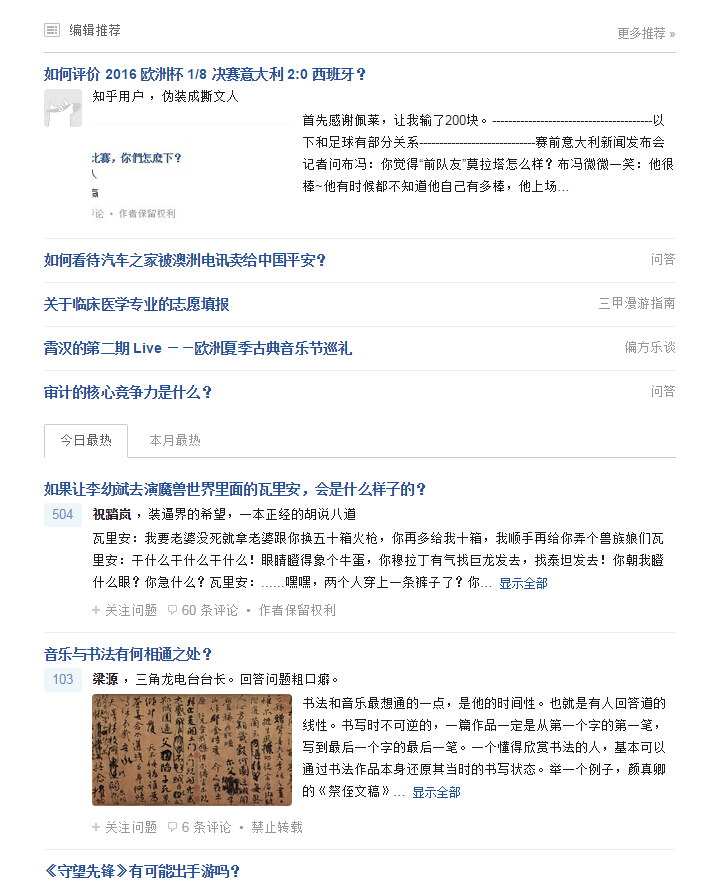 编辑推荐 更多推荐 »
如何评价 2016 欧洲杯 1/8 决赛意大利 2:0 西班牙？
知乎用户 ，伪装成撕文人
首先感谢佩莱，让我输了200块。----------------------------------------以
下和足球有部分关系-----------------------------赛前意大利新闻发布会
记者问布冯：你觉得“前队友”莫拉塔怎么样？布冯微微一笑：他很
棒~他有时候都不知道他自己有多棒，他上场…
比赛，你們怎麽下？
评论 • 作者保留权利
如何看待汽车之家被澳洲电讯卖给中国平安？ 问答
关于临床医学专业的志愿填报 三甲漫游指南
霄汉的第二期 Live －－欧洲夏季古典音乐节巡礼 偏方乐谈
审计的核心竞争力是什么？ 问答
今日最热 本月最热
如果让李幼斌去演魔兽世界里面的瓦里安，会是什么样子的？
504 祝踏岚 ，装逼界的希望，一本正经的胡说八道
瓦里安：我要老婆没死就拿老婆跟你换五十箱火枪，你再多给我十箱，我顺手再给你弄个兽族娘们瓦
里安：干什么干什么干什么！眼睛瞪得象个牛蛋，你穆拉丁有气找巨龙发去，找泰坦发去！你朝我瞪
什么眼？你急什么？瓦里安：……嘿嘿，两个人穿上一条裤子了？你… 显示全部
+ 关注问题 60 条评论 • 作者保留权利
音乐与书法有何相通之处？
103 梁源 ，三角龙电台台长。回答问题粗口癖。
书法和音乐最想通的一点，是他的时间性。也就是有人回答道的
线性。书写时不可逆的，一篇作品一定是从第一个字的第一笔，
写到最后一个字的最后一笔。一个懂得欣赏书法的人，基本可以
通过书法作品本身还原其当时的书写状态。举一个例子，颜真卿
的《祭侄文稿》… 显示全部
+ 关注问题 6 条评论 • 禁止转载
《守望先锋》有可能出手游吗？